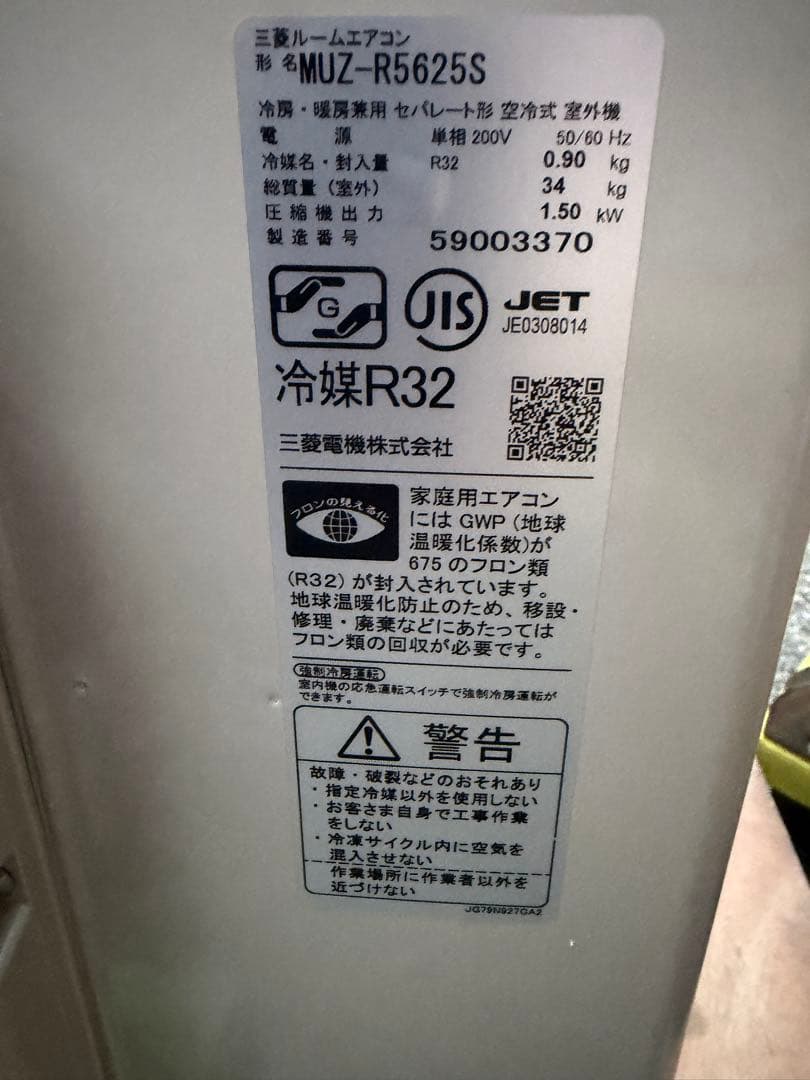 三菱ルームエアコン
形名 MUZ-R5625S
冷房・暖房兼用 セパレート形 空冷式 室外機
電源 単相 200V 50/60 Hz
冷媒名・封入量 R32 0.90 kg
総質量（室外） 34 kg
圧縮機出力 1.50 kW
製造番号 59003370
G
JIS
JET
JE0308014
冷媒R32
三菱電機株式会社
フロンの見える化
家庭用エアコン
には GWP（地球
温暖化係数)が
675 のフロン類
(R32) が封入されています。
地球温暖化防止のため、移設・
修理・廃棄などにあたっては
フロン類の回収が必要です。
強制冷房運転
室内機の応急運転スイッチで強制冷房運転が
できます。
警告
故障・破裂などのおそれあり
・指定冷媒以外を使用しない
・お客さま自身で工事作業
をしない
・冷凍サイクル内に空気を
混入させない
作業場所に作業者以外を
近づけない
JG79N927GA2